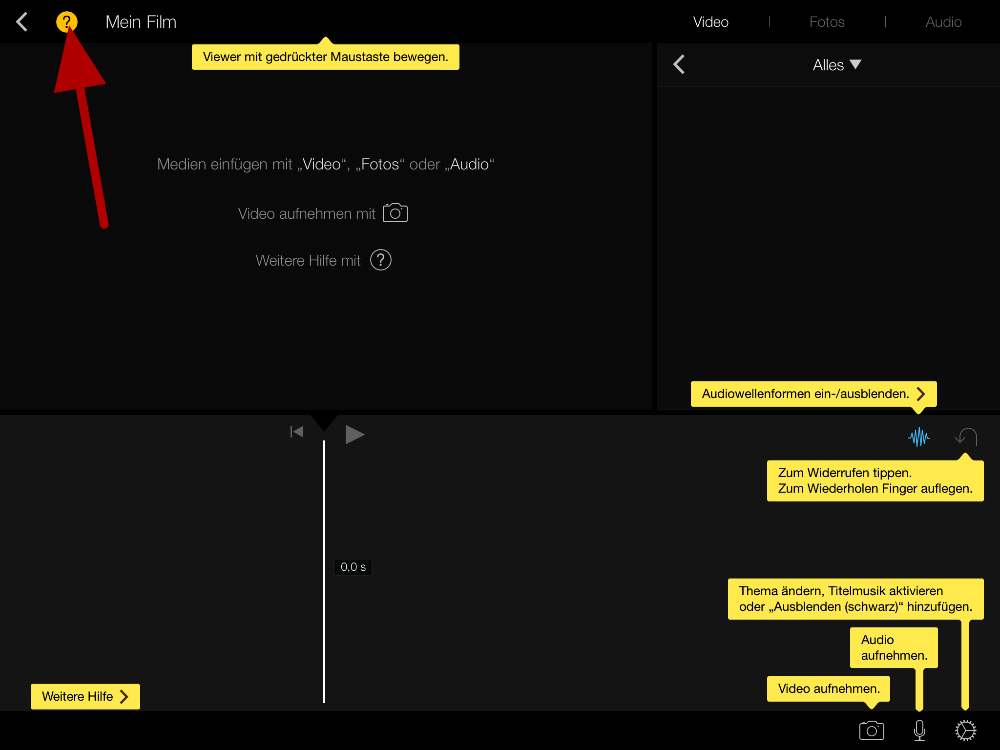 ?
Mein Film
Video
Fotos
Audio
Viewer mit gedrückter Maustaste bewegen.
Alles
Medien einfügen mit „Video“, „Fotos“ oder „Audio“
Video aufnehmen mit
Weitere Hilfe mit ?
Audiowellenformen ein-/ausblenden.
Zum Widerrufen tippen.
Zum Wiederholen Finger auflegen.
0,0 s
Thema ändern, Titelmusik aktivieren
oder „Ausblenden (schwarz)“ hinzufügen.
Audio
aufnehmen.
Video aufnehmen.
Weitere Hilfe